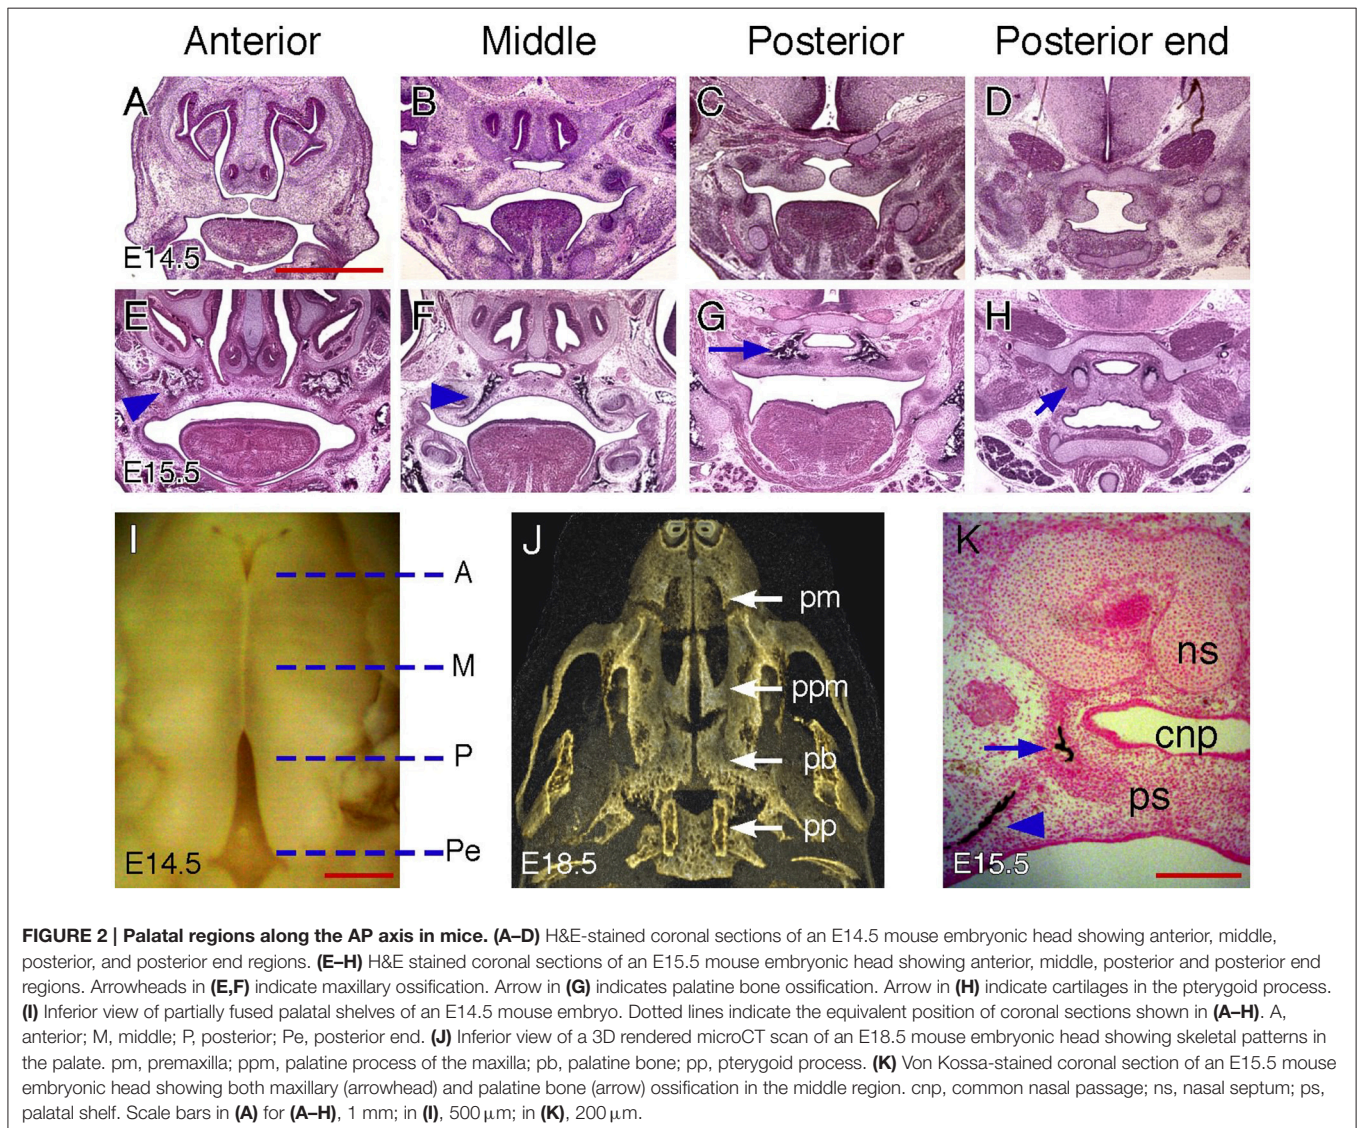 Anterior Middle Posterior Posterior end
A B C D
E14.5
E F G H
E15.5
I J K
A
M
P
Pe
E14.5
pm
ppm
pb
pp
E18.5
ns
cnp
ps
E15.5
FIGURE 2 | Palatal regions along the AP axis in mice. (A–D) H&E-stained coronal sections of an E14.5 mouse embryonic head showing anterior, middle,
posterior, and posterior end regions. (E–H) H&E stained coronal sections of an E15.5 mouse embryonic head showing anterior, middle, posterior and posterior end
regions. Arrowheads in (E,F) indicate maxillary ossification. Arrow in (G) indicates palatine bone ossification. Arrow in (H) indicate cartilages in the pterygoid process.
(I) Inferior view of partially fused palatal shelves of an E14.5 mouse embryo. Dotted lines indicate the equivalent position of coronal sections shown in (A–H). A,
anterior; M, middle; P, posterior; Pe, posterior end. (J) Inferior view of a 3D rendered microCT scan of an E18.5 mouse embryonic head showing skeletal patterns in
the palate. pm, premaxilla; ppm, palatine process of the maxilla; pb, palatine bone; pp, pterygoid process. (K) Von Kossa-stained coronal section of an E15.5 mouse
embryonic head showing both maxillary (arrowhead) and palatine bone (arrow) ossification in the middle region. cnp, common nasal passage; ns, nasal septum; ps,
palatal shelf. Scale bars in (A) for (A–H), 1 mm; in (I), 500 μm; in (K), 200 μm.